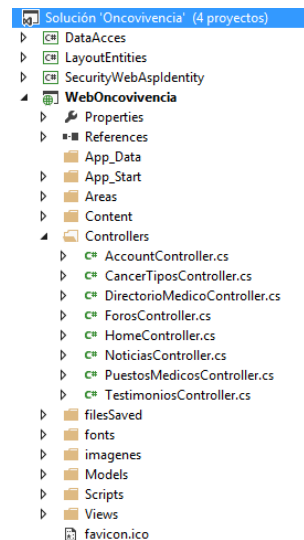 Solución 'Oncovivencia' (4 proyectos)
C# DataAcces
C# LayoutEntities
C# SecurityWebAspIdentity
WebOncovivencia
Properties
References
App_Data
App_Start
Areas
Content
Controllers
C# AccountController.cs
C# CancerTiposController.cs
C# DirectorioMedicoController.cs
C# ForosController.cs
C# HomeController.cs
C# NoticiasController.cs
C# PuestosMedicosController.cs
C# TestimoniosController.cs
filesSaved
fonts
imagenes
Models
Scripts
Views
favicon.ico